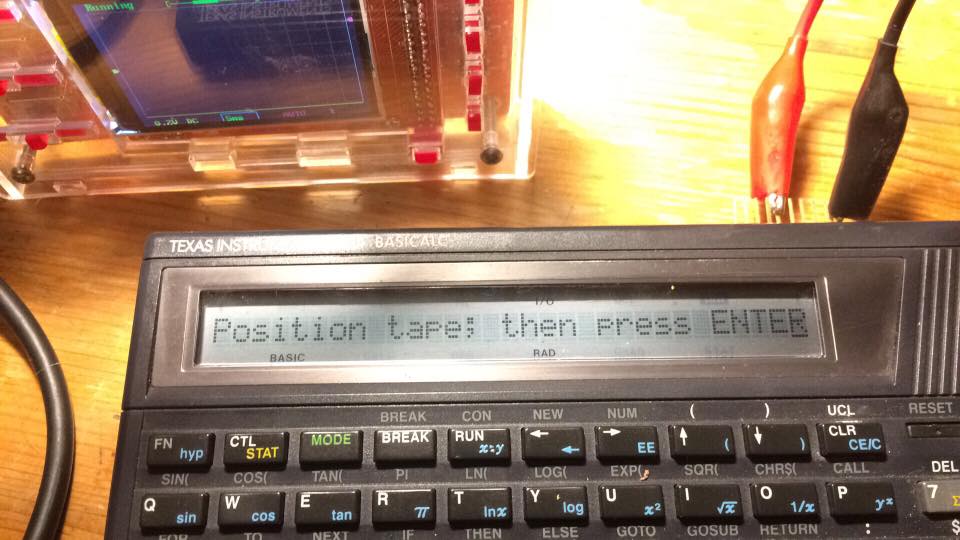 Running
0.2V DC 5ms AUTO
TEXAS INSTR BASICALC
I/O
Position tape; then press ENTER
BASIC RAD
BREAK CON NEW NUM ( ) UCL RESET
FN hyp CTL STAT MODE BREAK RUN x:y ← ← → EE ↑ ( ↓ ) CLR CE/C
SIN( COS( TAN( PI LN( LOG( EXP( SQR( CHR$( CALL DEL
Q sin W cos E tan R π T lnx Y log U x² I √x O 1/x P yˣ 7 Σ
FOR TO NEXT IF THEN ELSE GOTO GOSUB RETURN : $